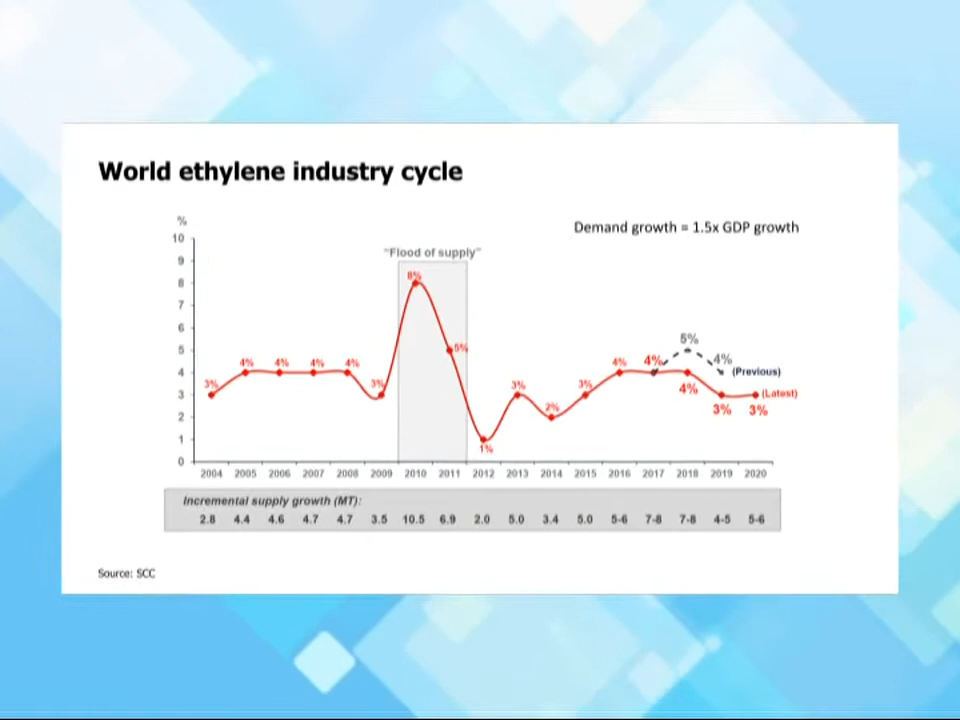 World ethylene industry cycle
%
Demand growth = 1.5x GDP growth
"Flood of supply"
10
9
8
7
6
5
4
3
2
1
0
3% 4% 4% 4% 4% 3% 8% 5% 1% 3% 2% 3% 4% 4% 4% 3% 3%
5% 4%
(Previous)
(Latest)
2004 2005 2006 2007 2008 2009 2010 2011 2012 2013 2014 2015 2016 2017 2018 2019 2020
Incremental supply growth (MT):
2.8 4.4 4.6 4.7 4.7 3.5 10.5 6.9 2.0 5.0 3.4 5.0 5-6 7-8 7-8 4-5 5-6
Source: SCC